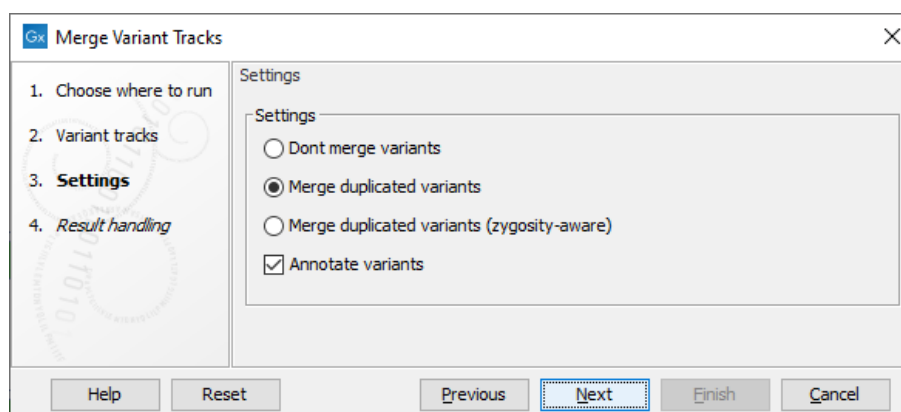 Gx Merge Variant Tracks
1. Choose where to run
2. Variant tracks
3. Settings
4. Result handling
Settings
Settings
Dont merge variants
Merge duplicated variants
Merge duplicated variants (zygosity-aware)
Annotate variants
Help Reset Previous Next Finish Cancel